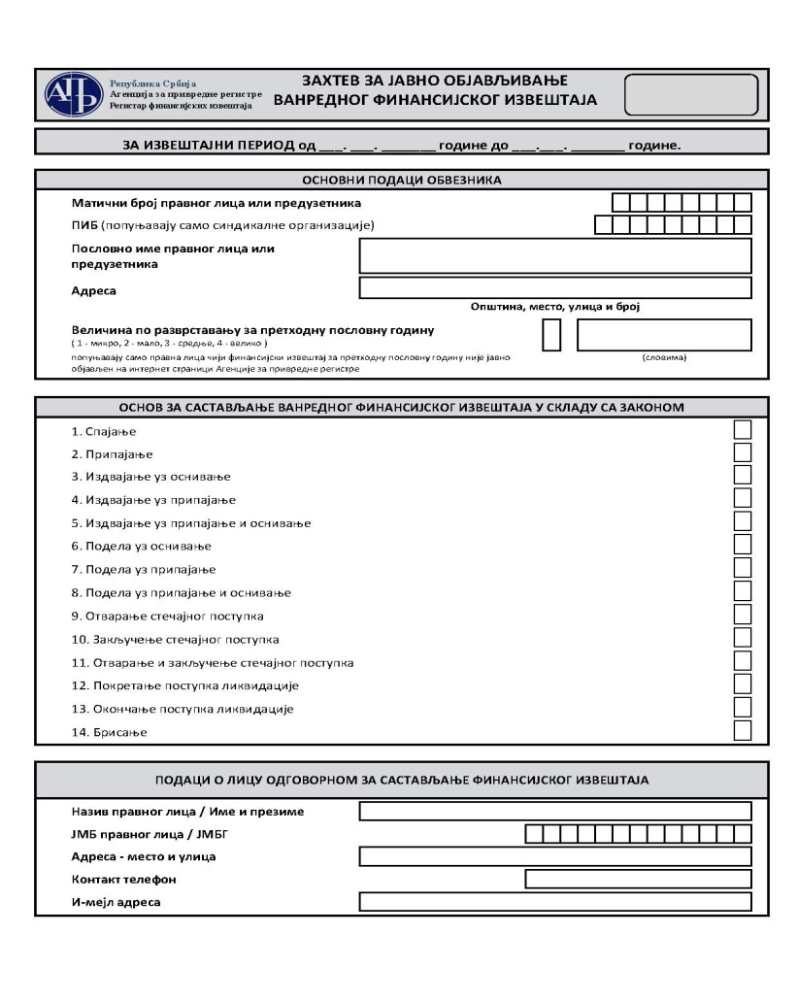 АПР
Република Србија
Агенција за привредне регистре
Регистар финансијских извештаја
ЗАХТЕВ ЗА ЈАВНО ОБЈАВЉИВАЊЕ
ВАНРЕДНОГ ФИНАНСИЈСКОГ ИЗВЕШТАЈА
ЗА ИЗВЕШТАЈНИ ПЕРИОД од ___. ___. _______ године до ___.___. _______ године.
ОСНОВНИ ПОДАЦИ ОБВЕЗНИКА
Матични број правног лица или предузетника
ПИБ (попуњавају само синдикалне организације)
Пословно име правног лица или
предузетника
Адреса
Општина, место, улица и број
Величина по разврставању за претходну пословну годину
( 1 - микро, 2 - мало, 3 - средње, 4 - велико )
попуњавају само правна лица чији финансијски извештај за претходну пословну годину није јавно
објављен на интернет страници Агенције за привредне регистре
(словима)
ОСНОВ ЗА САСТАВЉАЊЕ ВАНРЕДНОГ ФИНАНСИЈСКОГ ИЗВЕШТАЈА У СКЛАДУ СА ЗАКОНОМ
1. Спајање
2. Припајање
3. Издвајање уз оснивање
4. Издвајање уз припајање
5. Издвајање уз припајање и оснивање
6. Подела уз оснивање
7. Подела уз припајање
8. Подела уз припајање и оснивање
9. Отварање стечајног поступка
10. Закључење стечајног поступка
11. Отварање и закључење стечајног поступка
12. Покретање поступка ликвидације
13. Окончање поступка ликвидације
14. Брисање
ПОДАЦИ О ЛИЦУ ОДГОВОРНОМ ЗА САСТАВЉАЊЕ ФИНАНСИЈСКОГ ИЗВЕШТАЈА
Назив правног лица / Име и презиме
ЈМБ правног лица / ЈМБГ
Адреса - место и улица
Контакт телефон
И-мејл адреса